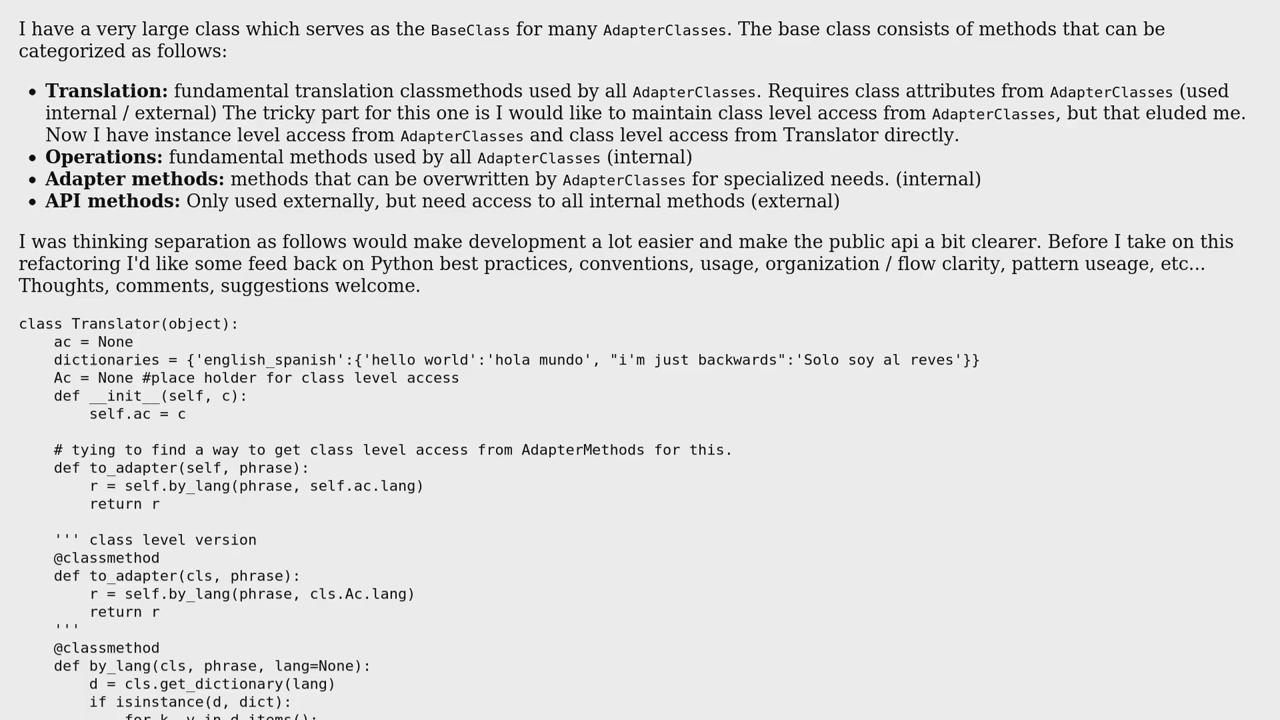 I have a very large class which serves as the BaseClass for many AdapterClasses. The base class consists of methods that can be
categorized as follows:
• Translation: fundamental translation classmethods used by all AdapterClasses. Requires class attributes from AdapterClasses (used
internal / external) The tricky part for this one is I would like to maintain class level access from AdapterClasses, but that eluded me.
Now I have instance level access from AdapterClasses and class level access from Translator directly.
• Operations: fundamental methods used by all AdapterClasses (internal)
• Adapter methods: methods that can be overwritten by AdapterClasses for specialized needs. (internal)
• API methods: Only used externally, but need access to all internal methods (external)
I was thinking separation as follows would make development a lot easier and make the public api a bit clearer. Before I take on this
refactoring I'd like some feed back on Python best practices, conventions, usage, organization / flow clarity, pattern useage, etc...
Thoughts, comments, suggestions welcome.
class Translator(object):
    ac = None
    dictionaries = {'english_spanish':{'hello world':'hola mundo', "i'm just backwards":'Solo soy al reves'}}
    Ac = None #place holder for class level access
    def __init__(self, c):
        self.ac = c
    # tying to find a way to get class level access from AdapterMethods for this.
    def to_adapter(self, phrase):
        r = self.by_lang(phrase, self.ac.lang)
        return r
    ''' class level version
    @classmethod
    def to_adapter(cls, phrase):
        r = self.by_lang(phrase, cls.Ac.lang)
        return r
    '''
    @classmethod
    def by_lang(cls, phrase, lang=None):
        d = cls.get_dictionary(lang)
        if isinstance(d, dict):
            for k, v in d.items():